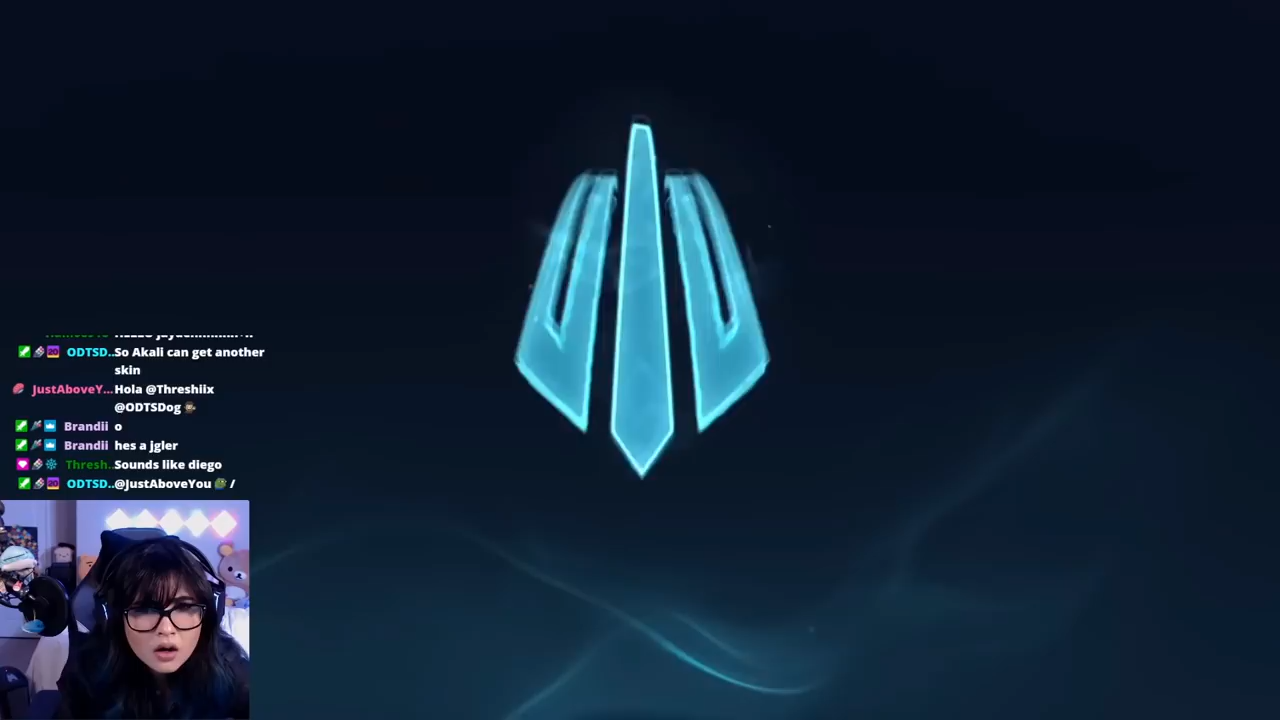 ODTSD..So Akali can get another
skin
JustAboveY...Hola @Threshiix
@ODTSDog
Brandii o
Brandii hes a jgler
Thresh..Sounds like diego
ODTSD..@JustAboveYou /